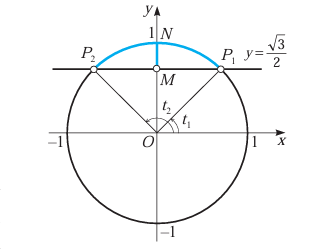 y
1 N
P₂
P₁ y = √3/2
M
t₂
t₁
−1 O 1 x
−1